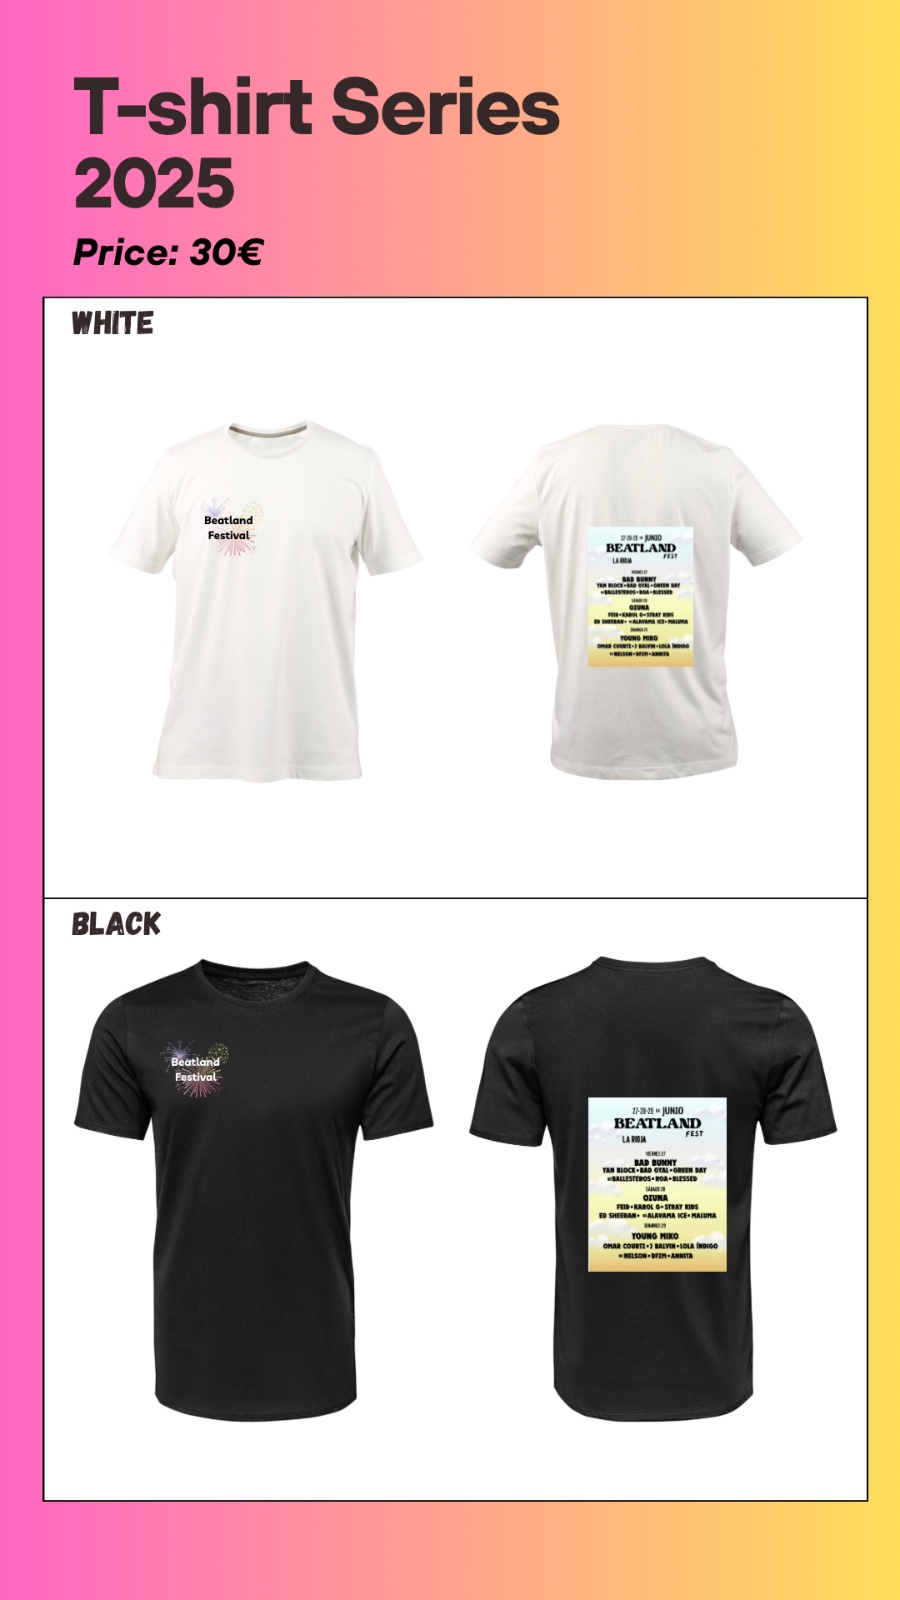 T-shirt Series
2025
Price: 30€
WHITE
Beatland
Festival
27-28-29 DE JUNIO
BEATLAND
FEST
LA RIOJA
VIERNES 27
BAD BUNNY
YAN BLOCK•BAD GYAL•GREEN DAY
DJ BALLESTEROS•ROA•BLESSED
SÁBADO 28
OZUNA
FEID•KAROL G•STRAY KIDS
ED SHEERAN• DJ ALAVAMA ICE•MALUMA
DOMINGO 29
YOUNG MIKO
OMAR COURTZ•J BALVIN•LOLA ÍNDIGO
DJ NELSON•DFZM•ANNITA
BLACK
Beatland
Festival
27-28-29 DE JUNIO
BEATLAND
FEST
LA RIOJA
VIERNES 27
BAD BUNNY
YAN BLOCK•BAD GYAL•GREEN DAY
DJ BALLESTEROS•ROA•BLESSED
SÁBADO 28
OZUNA
FEID•KAROL G•STRAY KIDS
ED SHEERAN• DJ ALAVAMA ICE•MALUMA
DOMINGO 29
YOUNG MIKO
OMAR COURTZ•J BALVIN•LOLA ÍNDIGO
DJ NELSON•DFZM•ANNITA